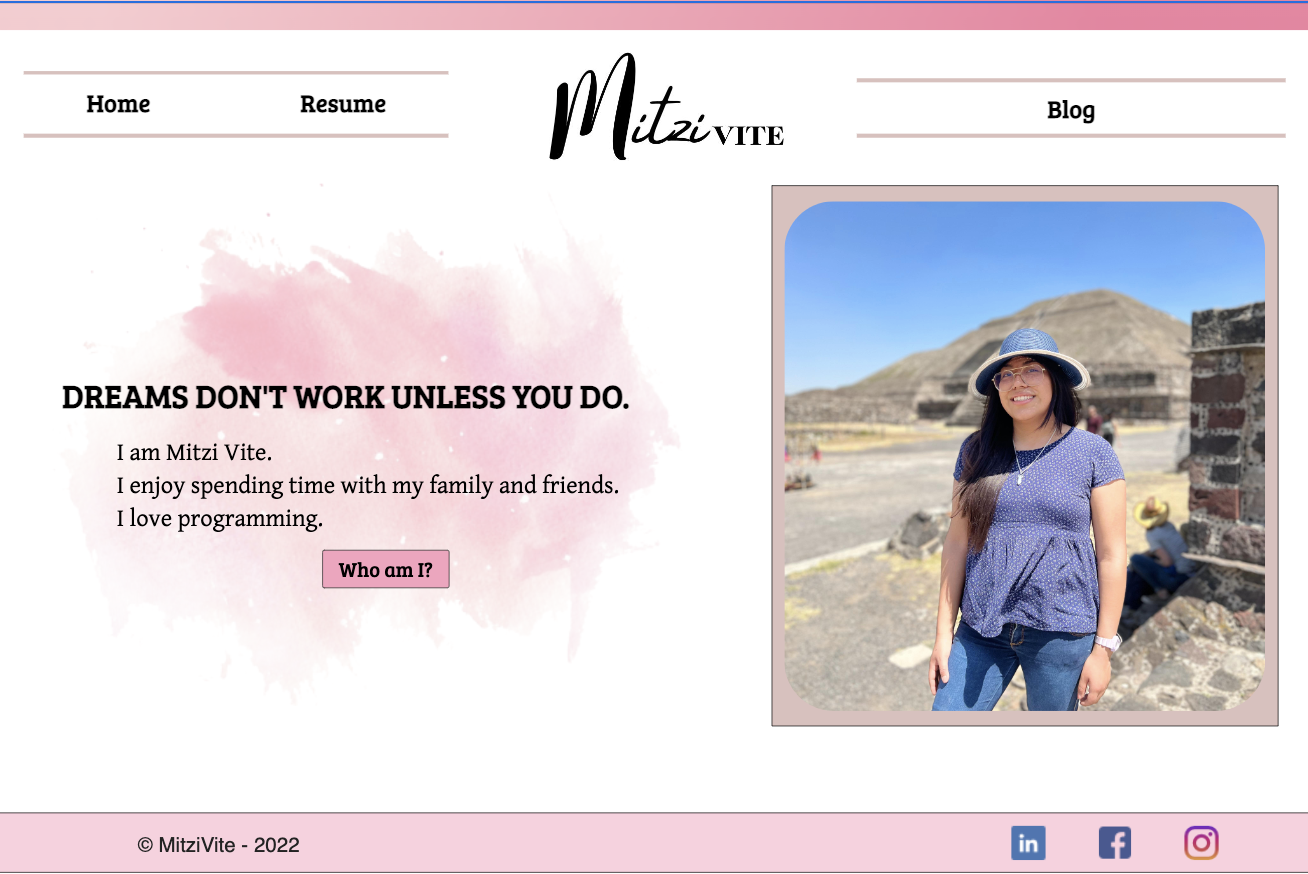 Home
Resume
Mitzi VITE
Blog
DREAMS DON'T WORK UNLESS YOU DO.
I am Mitzi Vite.
I enjoy spending time with my family and friends.
I love programming.
Who am I?
© MitziVite - 2022
in
f